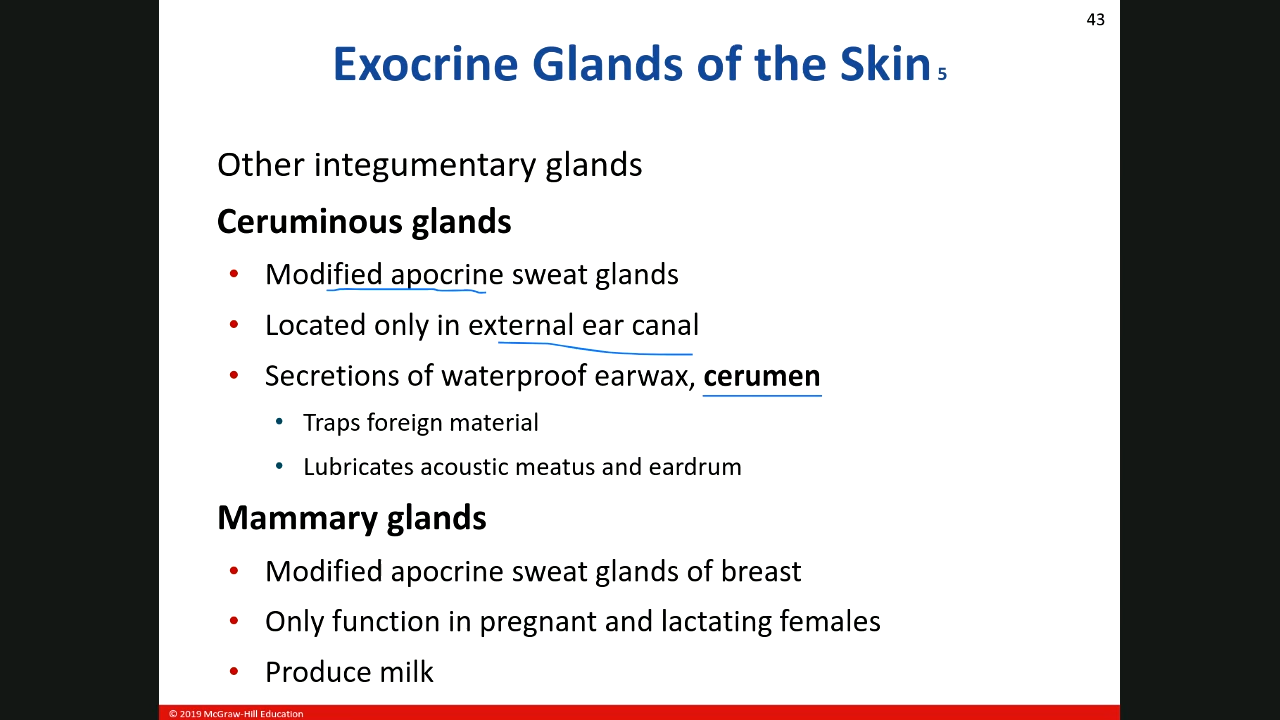 43
Exocrine Glands of the Skin 5
Other integumentary glands
Ceruminous glands
• Modified apocrine sweat glands
• Located only in external ear canal
• Secretions of waterproof earwax, cerumen
• Traps foreign material
• Lubricates acoustic meatus and eardrum
Mammary glands
• Modified apocrine sweat glands of breast
• Only function in pregnant and lactating females
• Produce milk
© 2019 McGraw-Hill Education